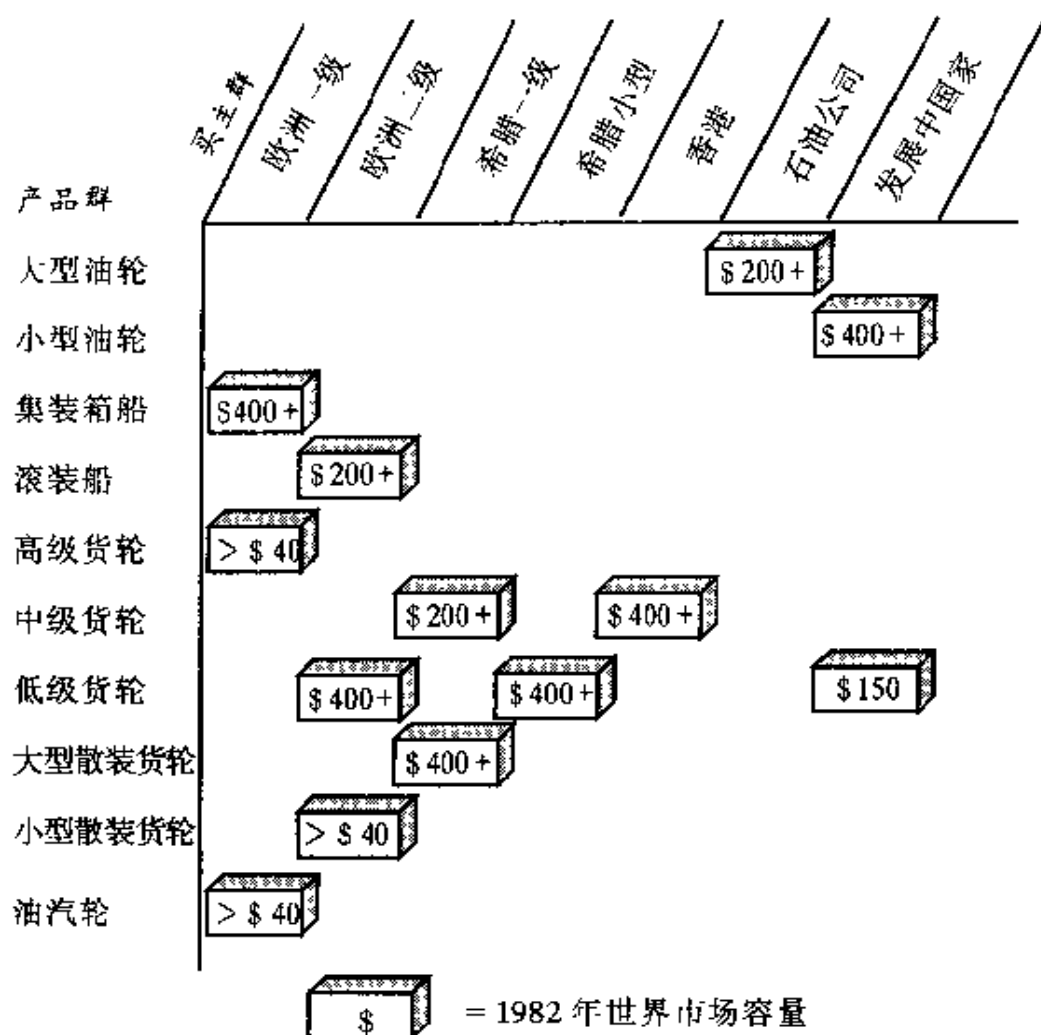 买主群 欧洲一级 欧洲二级 希腊一级 希腊小型 香港 石油公司 发展中国家
产品群
大型油轮 $200+
小型油轮 $400+
集装箱船 $400+
滚装船 $200+
高级货轮 >$40
中级货轮 $200+ $400+
低级货轮 $400+ $400+ $150
大型散装货轮 $400+
小型散装货轮 >$40
油汽轮 >$40
$ =1982年世界市场容量